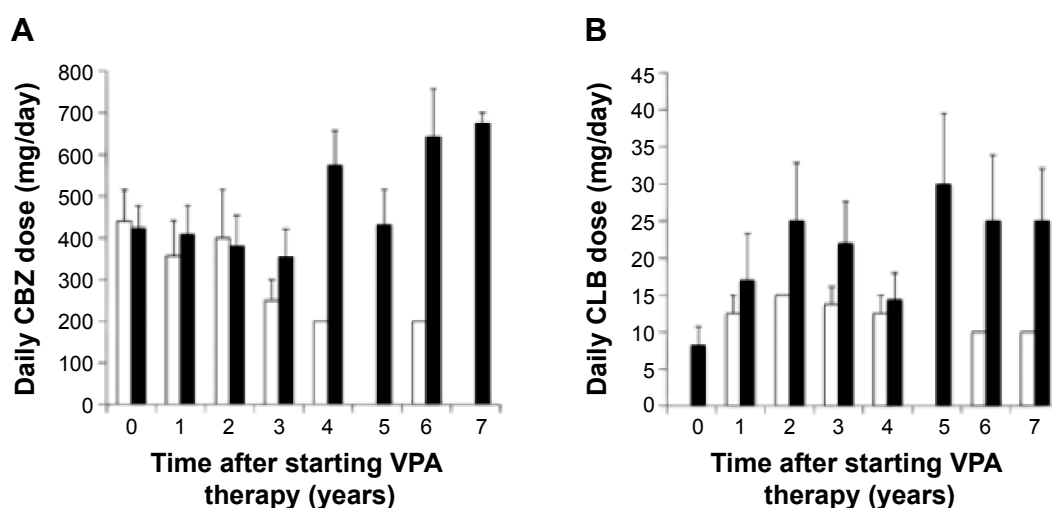 A
Daily CBZ dose (mg/day)
800
700
600
500
400
300
200
100
0
0 1 2 3 4 5 6 7
Time after starting VPA
therapy (years)
B
Daily CLB dose (mg/day)
45
40
35
30
25
20
15
10
5
0
0 1 2 3 4 5 6 7
Time after starting VPA
therapy (years)